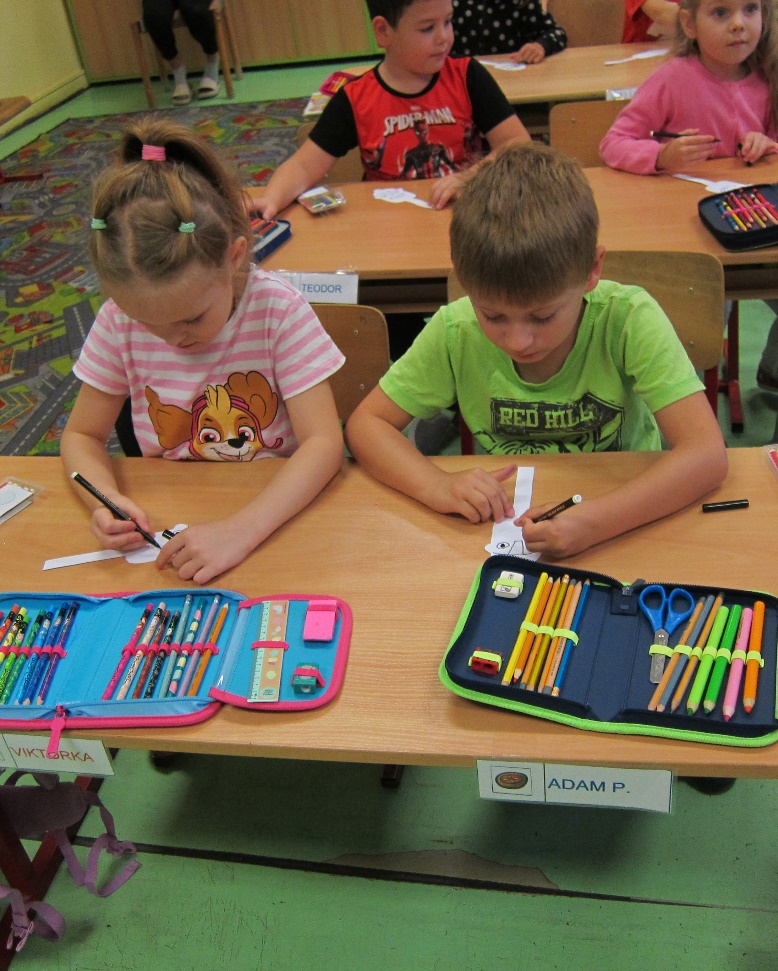 SPIDER-MAN
TEODOR
RED HILL
VIKTORKA
ADAM P.